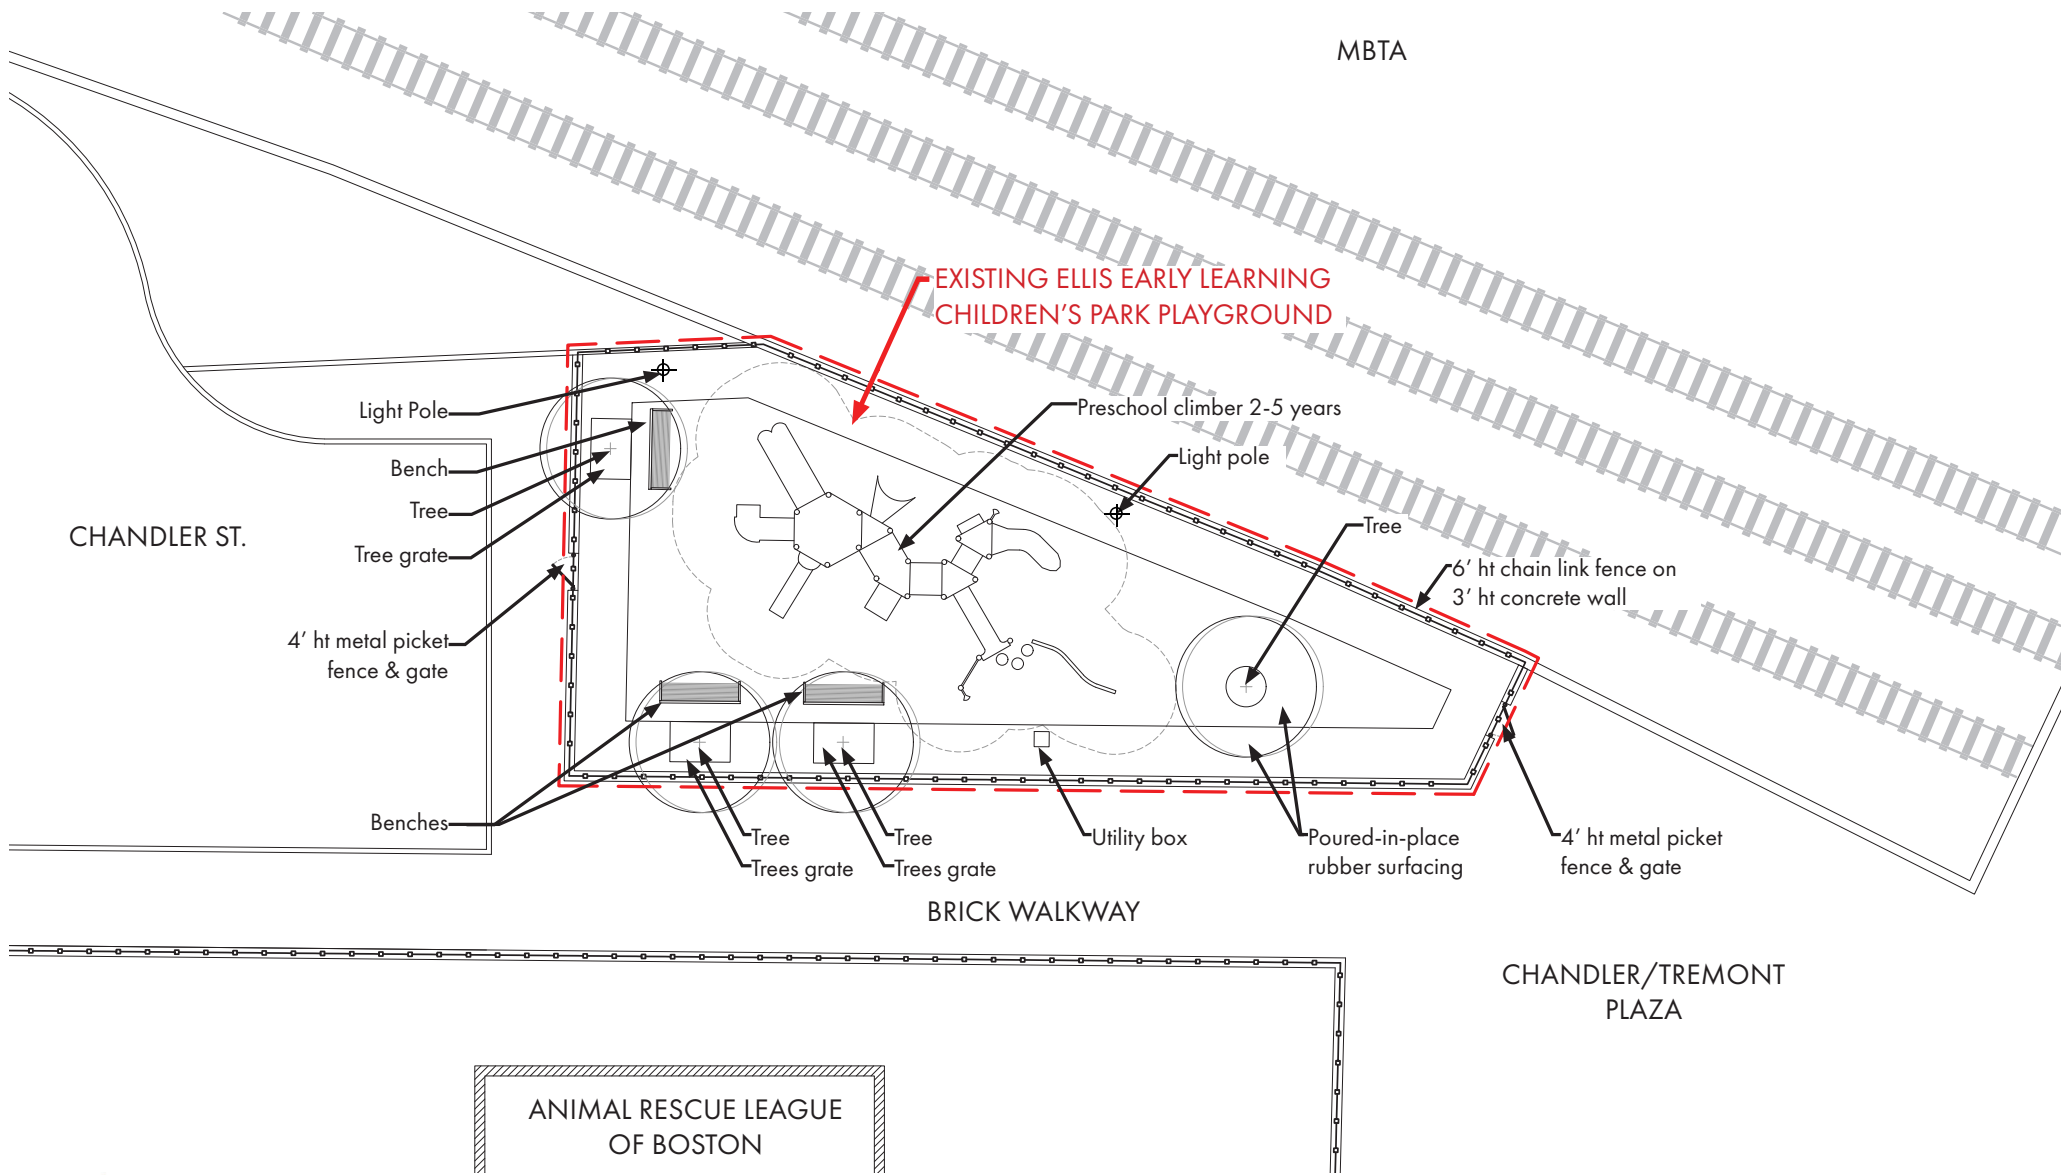 MBTA
EXISTING ELLIS EARLY LEARNING
CHILDREN’S PARK PLAYGROUND
Light Pole
Preschool climber 2-5 years
Bench
Light pole
Tree
Tree
CHANDLER ST.
Tree grate
6’ ht chain link fence on
3’ ht concrete wall
4’ ht metal picket
fence & gate
Benches
Tree
Trees grate
Tree
Trees grate
Utility box
Poured-in-place
rubber surfacing
4’ ht metal picket
fence & gate
BRICK WALKWAY
CHANDLER/TREMONT
PLAZA
ANIMAL RESCUE LEAGUE
OF BOSTON